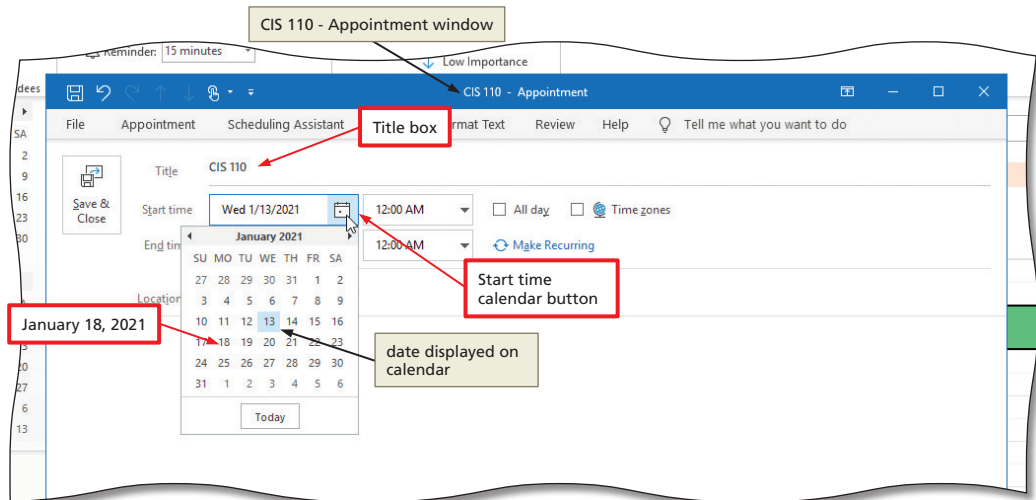 CIS 110 - Appointment window
Reminder: 15 minutes
Low Importance
dees
CIS 110 - Appointment
File Appointment Scheduling Assistant Title box rmat Text Review Help Tell me what you want to do
SA
2
9
16
23
30
Save & Close
Title CIS 110
Start time Wed 1/13/2021 12:00 AM All day Time zones
End tim 12:00 AM Make Recurring
January 2021
SU MO TU WE TH FR SA
27 28 29 30 31 1 2
3 4 5 6 7 8 9
10 11 12 13 14 15 16
17 18 19 20 21 22 23
24 25 26 27 28 29 30
31 1 2 3 4 5 6
Today
Location
Start time
calendar button
January 18, 2021
date displayed on
calendar
20
27
6
13